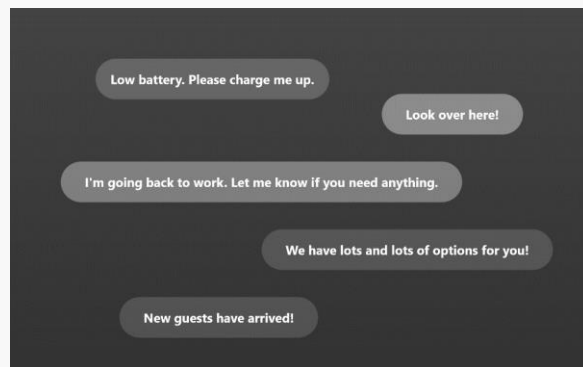 Low battery. Please charge me up.
Look over here!
I'm going back to work. Let me know if you need anything.
We have lots and lots of options for you!
New guests have arrived!